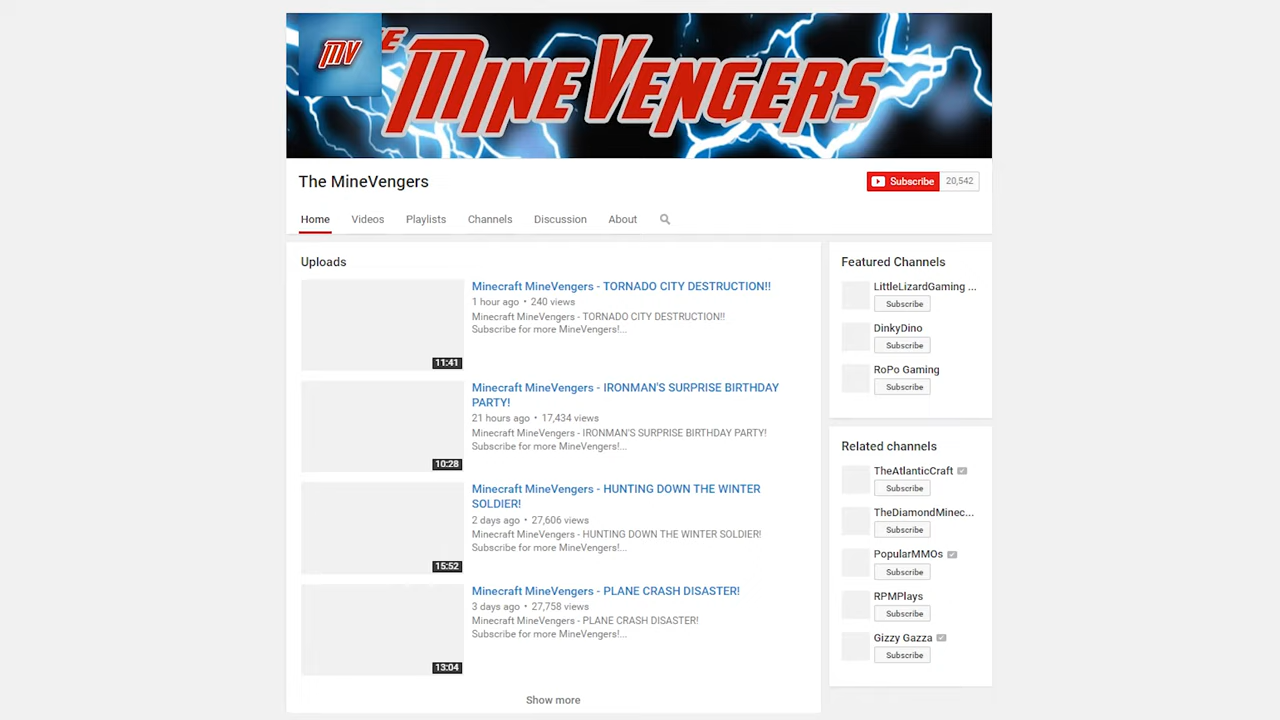 MV
THE MINEVENGERS
The MineVengers
Subscribe 20,542
Home Videos Playlists Channels Discussion About
Uploads
Minecraft MineVengers - TORNADO CITY DESTRUCTION!!
1 hour ago • 240 views
Minecraft MineVengers - TORNADO CITY DESTRUCTION!!
Subscribe for more MineVengers!...
11:41
Minecraft MineVengers - IRONMAN'S SURPRISE BIRTHDAY
PARTY!
21 hours ago • 17,434 views
Minecraft MineVengers - IRONMAN'S SURPRISE BIRTHDAY PARTY!
Subscribe for more MineVengers!...
10:28
Minecraft MineVengers - HUNTING DOWN THE WINTER
SOLDIER!
2 days ago • 27,606 views
Minecraft MineVengers - HUNTING DOWN THE WINTER SOLDIER!
Subscribe for more MineVengers!...
15:52
Minecraft MineVengers - PLANE CRASH DISASTER!
3 days ago • 27,758 views
Minecraft MineVengers - PLANE CRASH DISASTER!
Subscribe for more MineVengers!...
13:04
Show more
Featured Channels
LittleLizardGaming ...
Subscribe
DinkyDino
Subscribe
RoPo Gaming
Subscribe
Related channels
TheAtlanticCraft
Subscribe
TheDiamondMinec...
Subscribe
PopularMMOs
Subscribe
RPMPlays
Subscribe
Gizzy Gazza
Subscribe